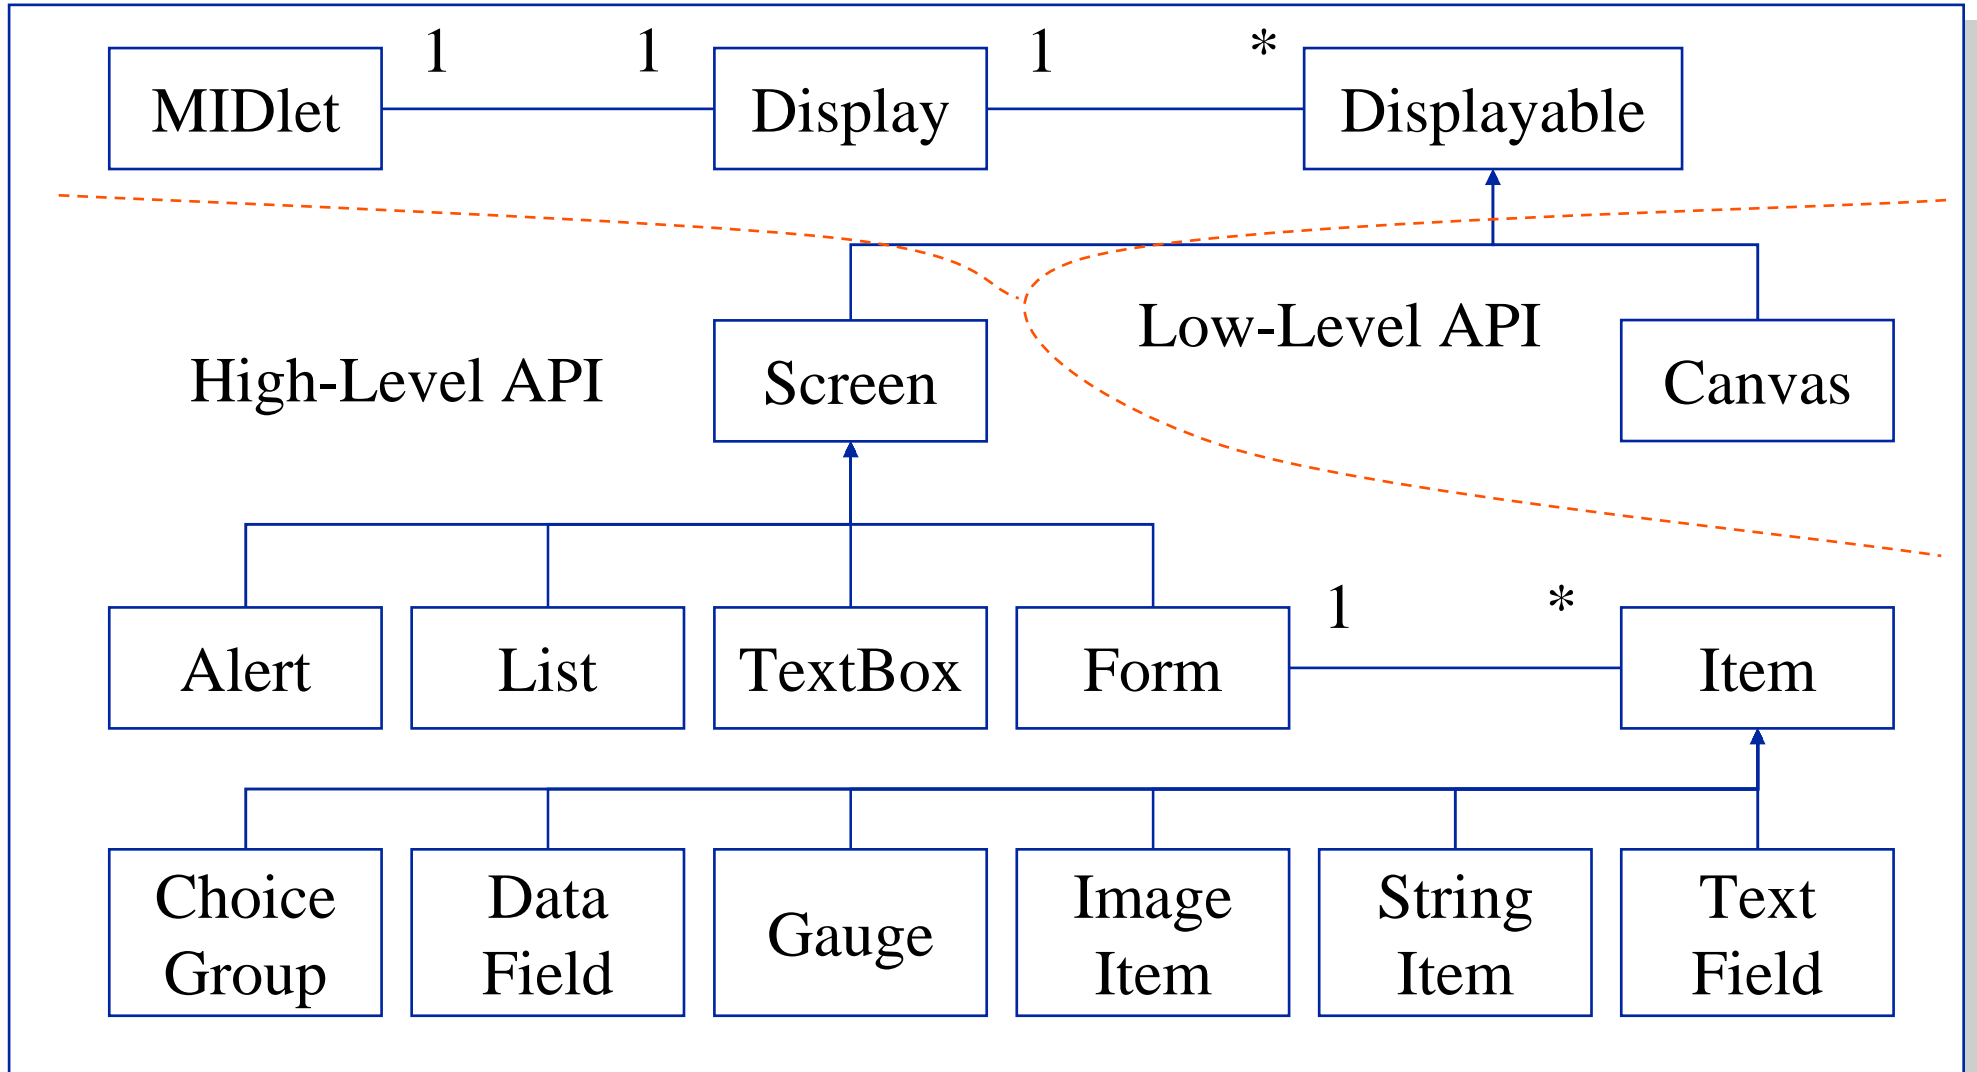 1 1 1 *
MIDlet Display Displayable
Low-Level API
High-Level API Screen Canvas
1 *
Alert List TextBox Form Item
Choice Data Image String Text
Gauge
Group Field Item Item Field